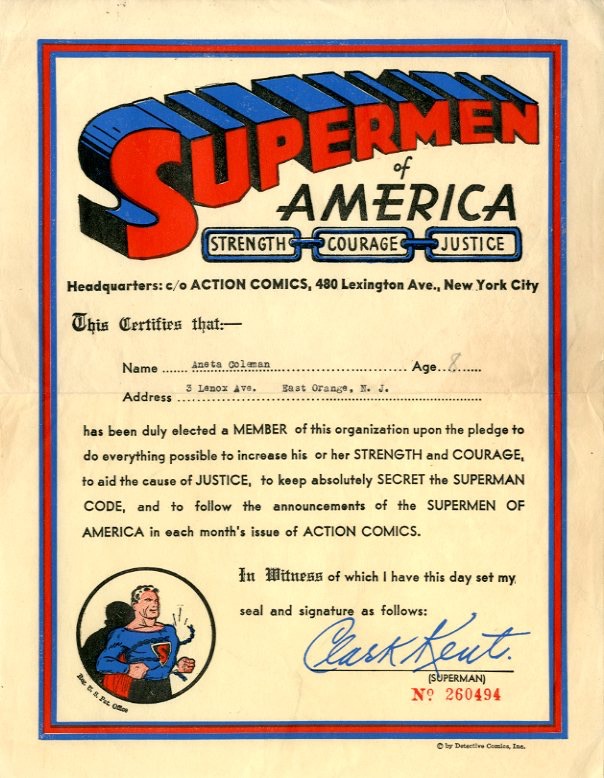 SUPERMEN
of
AMERICA
STRENGTH COURAGE JUSTICE
Headquarters: c/o ACTION COMICS, 480 Lexington Ave., New York City
This Certifies that:—
Name ...... Aneta Coleman ...... Age 8
Address 3 Lenox Ave. East Orange, N. J.
has been duly elected a MEMBER of this organization upon the pledge to
do everything possible to increase his or her STRENGTH and COURAGE,
to aid the cause of JUSTICE, to keep absolutely SECRET the SUPERMAN
CODE, and to follow the announcements of the SUPERMEN OF
AMERICA in each month's issue of ACTION COMICS.
In Witness of which I have this day set my
seal and signature as follows:
Clark Kent.
(SUPERMAN)
Nº 260494
Reg. U. S. Pat. Office
© by Detective Comics, Inc.